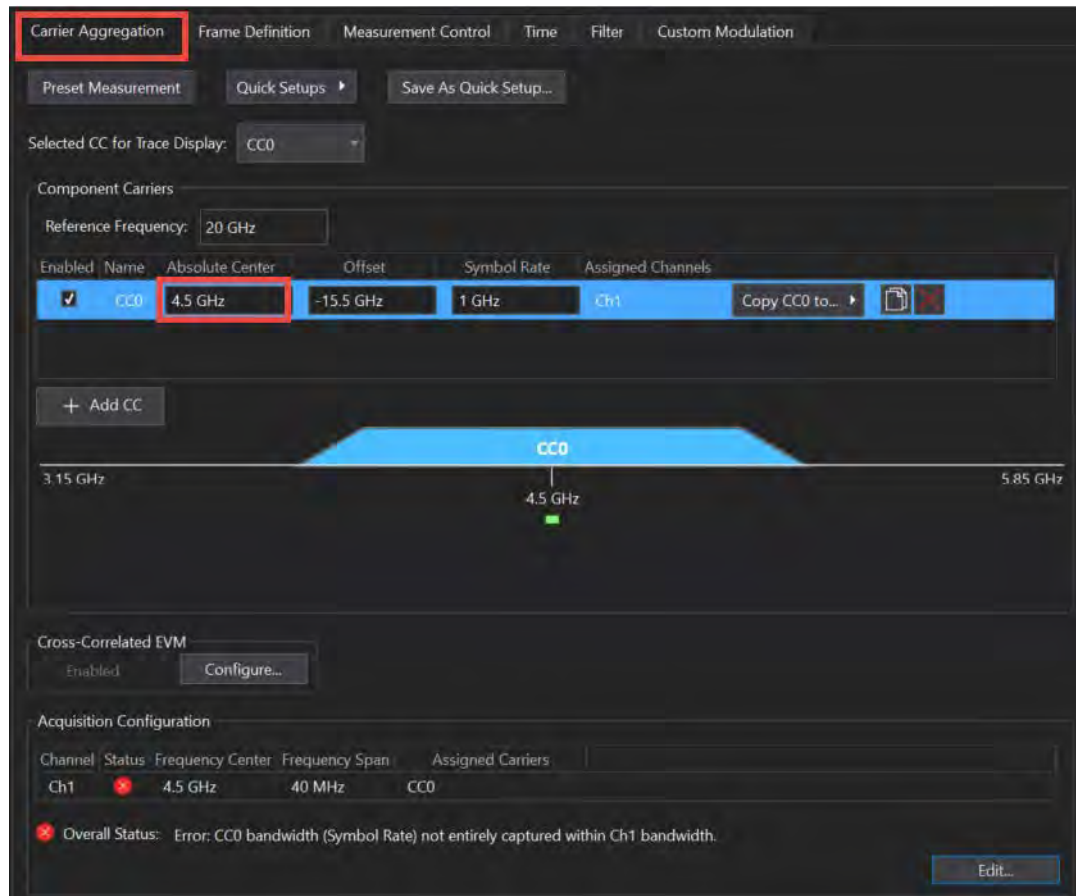 Carrier Aggregation Frame Definition Measurement Control Time Filter Custom Modulation
Preset Measurement Quick Setups Save As Quick Setup...
Selected CC for Trace Display: CC0
Component Carriers
Reference Frequency: 20 GHz
Enabled Name Absolute Center Offset Symbol Rate Assigned Channels
CC0 4.5 GHz -15.5 GHz 1 GHz Ch1 Copy CC0 to...
+ Add CC
CC0
3.15 GHz 5.85 GHz
4.5 GHz
Cross-Correlated EVM
Enabled Configure...
Acquisition Configuration
Channel Status Frequency Center Frequency Span Assigned Carriers
Ch1 4.5 GHz 40 MHz CC0
Overall Status: Error: CC0 bandwidth (Symbol Rate) not entirely captured within Ch1 bandwidth.
Edit...